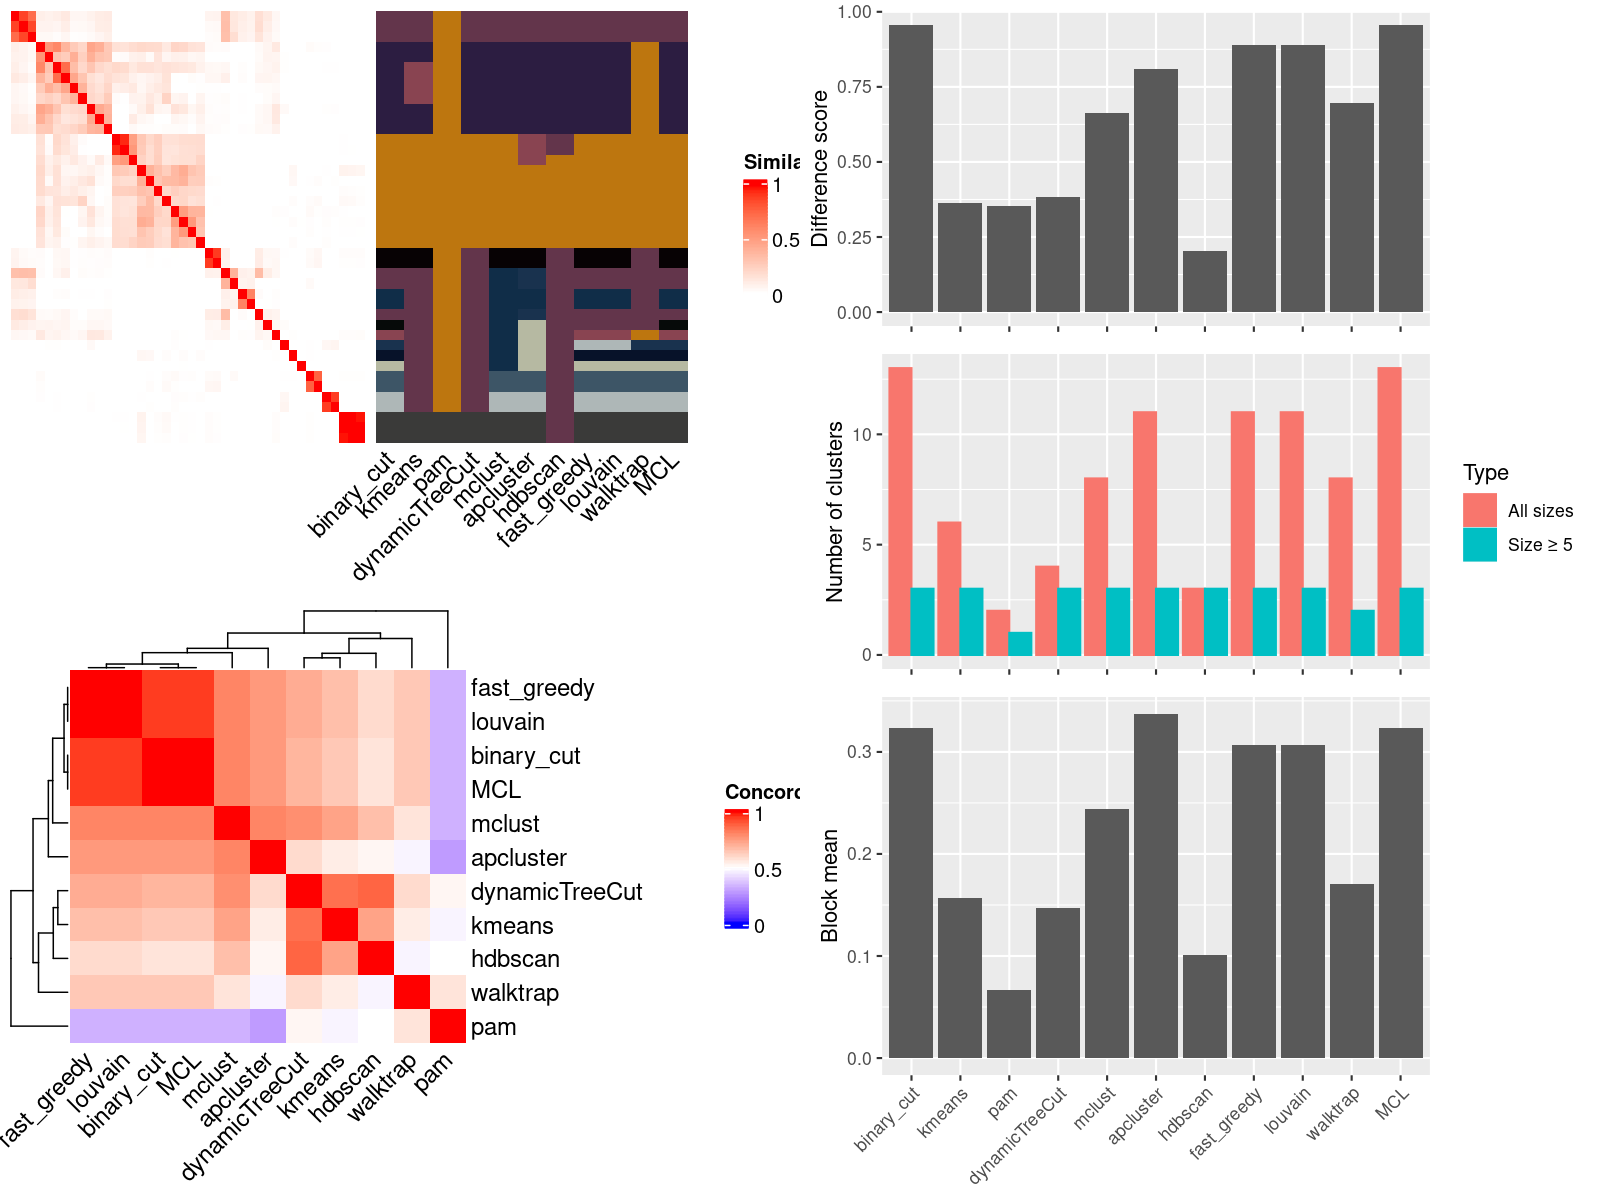 Simila
1
0.5
0
binary_cut
kmeans
pam
dynamicTreeCut
mclust
apcluster
hdbscan
fast_greedy
louvain
walktrap
MCL
fast_greedy
louvain
binary_cut
MCL
mclust
apcluster
dynamicTreeCut
kmeans
hdbscan
walktrap
pam
Concord
1
0.5
0
fast_greedy
louvain
binary_cut
MCL
mclust
apcluster
dynamicTreeCut
kmeans
hdbscan
walktrap
pam
Difference score
1.00
0.75
0.50
0.25
0.00
Number of clusters
10
5
0
Type
All sizes
Size ≥ 5
Block mean
0.3
0.2
0.1
0.0
binary_cut
kmeans
pam
dynamicTreeCut
mclust
apcluster
hdbscan
fast_greedy
louvain
walktrap
MCL